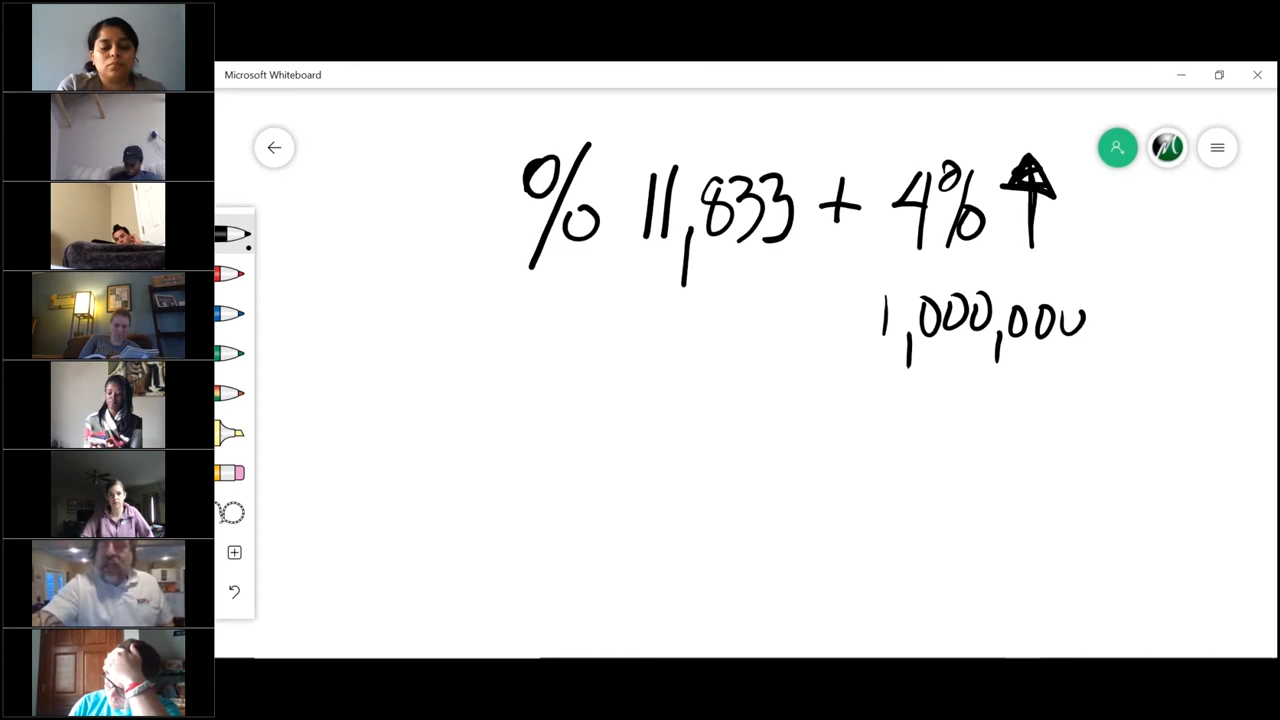 Microsoft Whiteboard
% 11,833 + 4% ↑
1,000,000